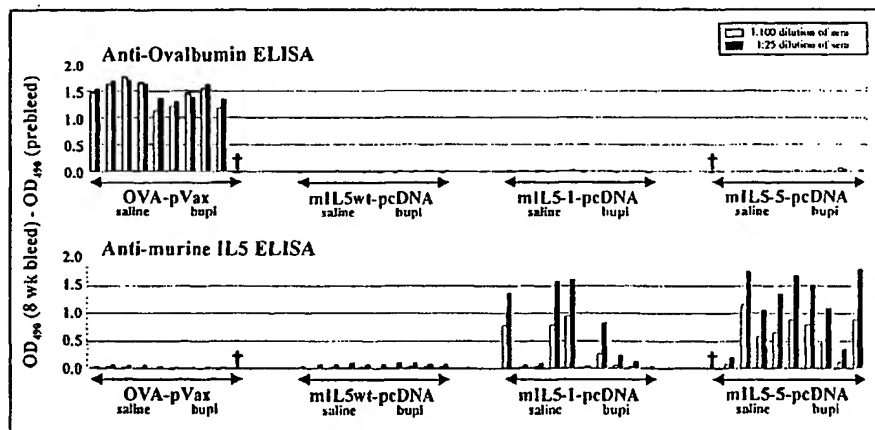 1:100 dilution of sera
1:25 dilution of sera
Anti-Ovalbumin ELISA
2.0
1.5
1.0
0.5
0.0
†
†
OVA-pVax
mIL5wt-pcDNA
mIL5-1-pcDNA
mIL5-5-pcDNA
saline bupi
saline bupi
saline bupi
saline bupi
OD490 (8 wk bleed) - OD490 (prebleed)
Anti-murine IL5 ELISA
2.0
1.5
1.0
0.5
0.0
†
†
OVA-pVax
mIL5wt-pcDNA
mIL5-1-pcDNA
mIL5-5-pcDNA
saline bupi
saline bupi
saline bupi
saline bupi